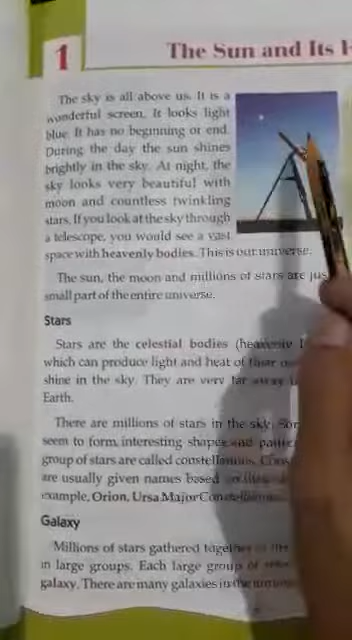 1
The Sun and Its
The sky is all above us. It is a
wonderful screen. It looks light
blue. It has no beginning or end.
During the day the sun shines
brightly in the sky. At night, the
sky looks very beautiful with
moon and countless twinkling
stars. If you look at the sky through
a telescope, you would see a vast
space with heavenly bodies. This is our universe.
The sun, the moon and millions of stars are jus
small part of the entire universe.
Stars
Stars are the celestial bodies (heavenly
which can produce light and heat of their
shine in the sky. They are very far away
Earth.
There are millions of stars in the sky.
seem to form interesting shapes and
group of stars are called constellations.
are usually given names based
example, Orion, Ursa Major Constellation
Galaxy
Millions of stars gathered together
in large groups. Each large group of
galaxy. There are many galaxies in the